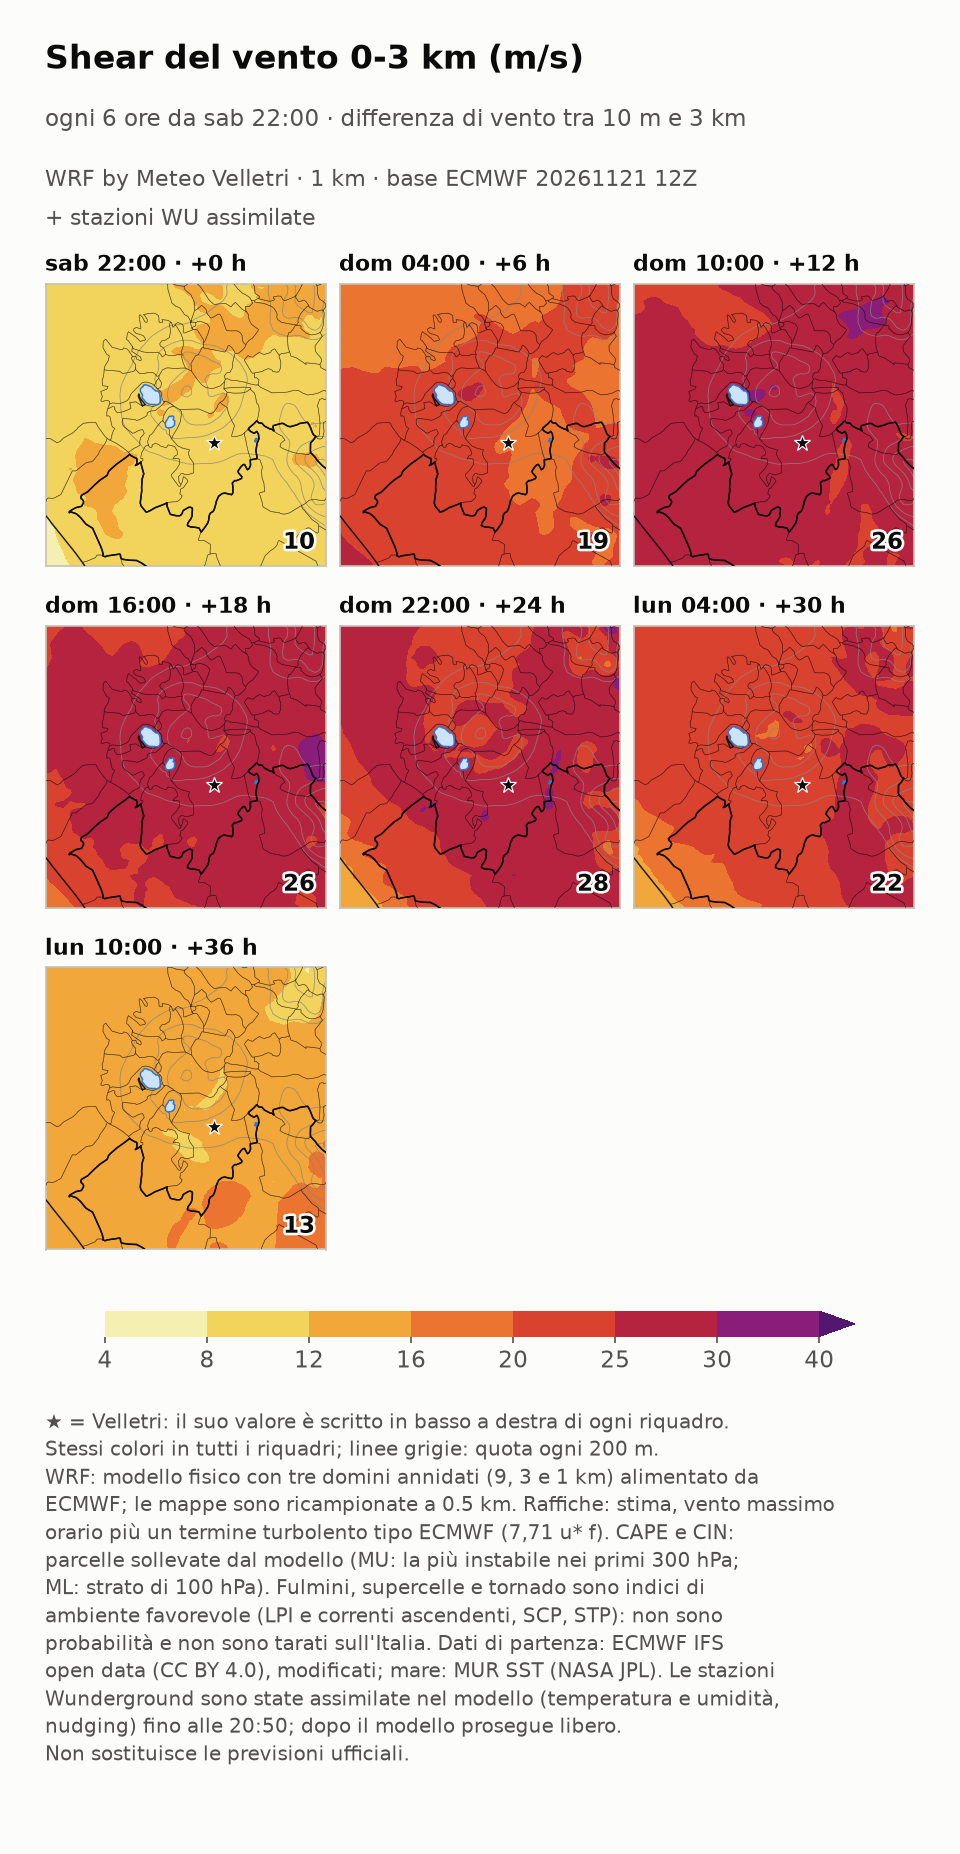 Shear del vento 0-3 km (m/s)
ogni 6 ore da sab 22:00 · differenza di vento tra 10 m e 3 km
WRF by Meteo Velletri · 1 km · base ECMWF 20261121 12Z
+ stazioni WU assimilate
sab 22:00 · +0 h
dom 04:00 · +6 h
dom 10:00 · +12 h
10
19
26
dom 16:00 · +18 h
dom 22:00 · +24 h
lun 04:00 · +30 h
26
28
22
lun 10:00 · +36 h
13
4 8 12 16 20 25 30 40
★ = Velletri: il suo valore è scritto in basso a destra di ogni riquadro.
Stessi colori in tutti i riquadri; linee grigie: quota ogni 200 m.
WRF: modello fisico con tre domini annidati (9, 3 e 1 km) alimentato da
ECMWF; le mappe sono ricampionate a 0.5 km. Raffiche: stima, vento massimo
orario più un termine turbolento tipo ECMWF (7,71 u* f). CAPE e CIN:
parcelle sollevate dal modello (MU: la più instabile nei primi 300 hPa;
ML: strato di 100 hPa). Fulmini, supercelle e tornado sono indici di
ambiente favorevole (LPI e correnti ascendenti, SCP, STP): non sono
probabilità e non sono tarati sull'Italia. Dati di partenza: ECMWF IFS
open data (CC BY 4.0), modificati; mare: MUR SST (NASA JPL). Le stazioni
Wunderground sono state assimilate nel modello (temperatura e umidità,
nudging) fino alle 20:50; dopo il modello prosegue libero.
Non sostituisce le previsioni ufficiali.